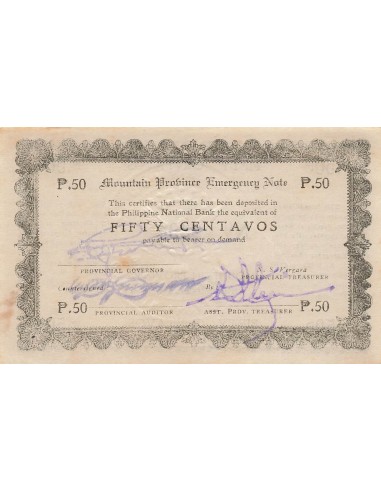 ₱.50 Mountain Province Emergency Note ₱.50
This certifies that there has been deposited in
the Philippine National Bank the equivalent of
FIFTY CENTAVOS
payable to bearer on demand
Vergara
PROVINCIAL GOVERNOR PROVINCIAL TREASURER
Countersigned:
₱.50 PROVINCIAL AUDITOR ASST. PROV. TREASURER ₱.50